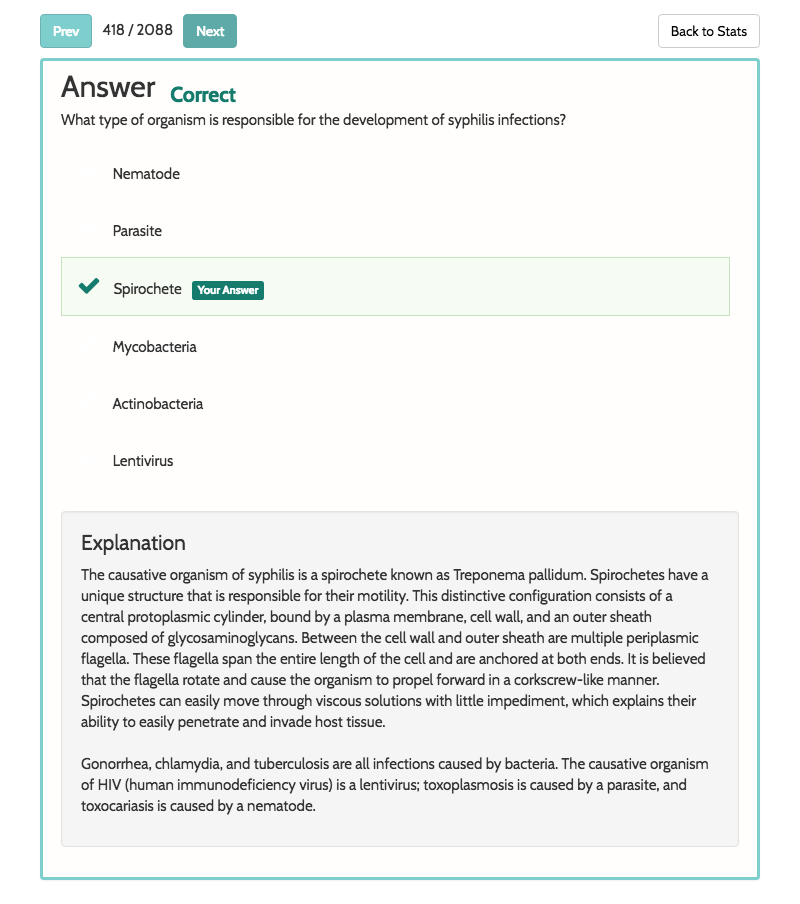 Prev 418 / 2088 Next Back to Stats
Answer Correct
What type of organism is responsible for the development of syphilis infections?
Nematode
Parasite
Spirochete Your Answer
Mycobacteria
Actinobacteria
Lentivirus
Explanation
The causative organism of syphilis is a spirochete known as Treponema pallidum. Spirochetes have a
unique structure that is responsible for their motility. This distinctive configuration consists of a
central protoplasmic cylinder, bound by a plasma membrane, cell wall, and an outer sheath
composed of glycosaminoglycans. Between the cell wall and outer sheath are multiple periplasmic
flagella. These flagella span the entire length of the cell and are anchored at both ends. It is believed
that the flagella rotate and cause the organism to propel forward in a corkscrew-like manner.
Spirochetes can easily move through viscous solutions with little impediment, which explains their
ability to easily penetrate and invade host tissue.
Gonorrhea, chlamydia, and tuberculosis are all infections caused by bacteria. The causative organism
of HIV (human immunodeficiency virus) is a lentivirus; toxoplasmosis is caused by a parasite, and
toxocariasis is caused by a nematode.